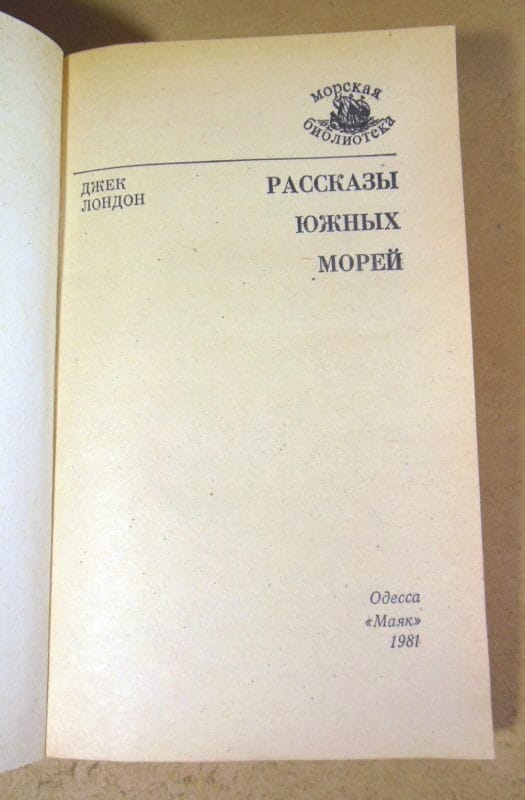 морская
библиотека
ДЖЕК
ЛОНДОН
РАССКАЗЫ
ЮЖНЫХ
МОРЕЙ
Одесса
«Маяк»
1981